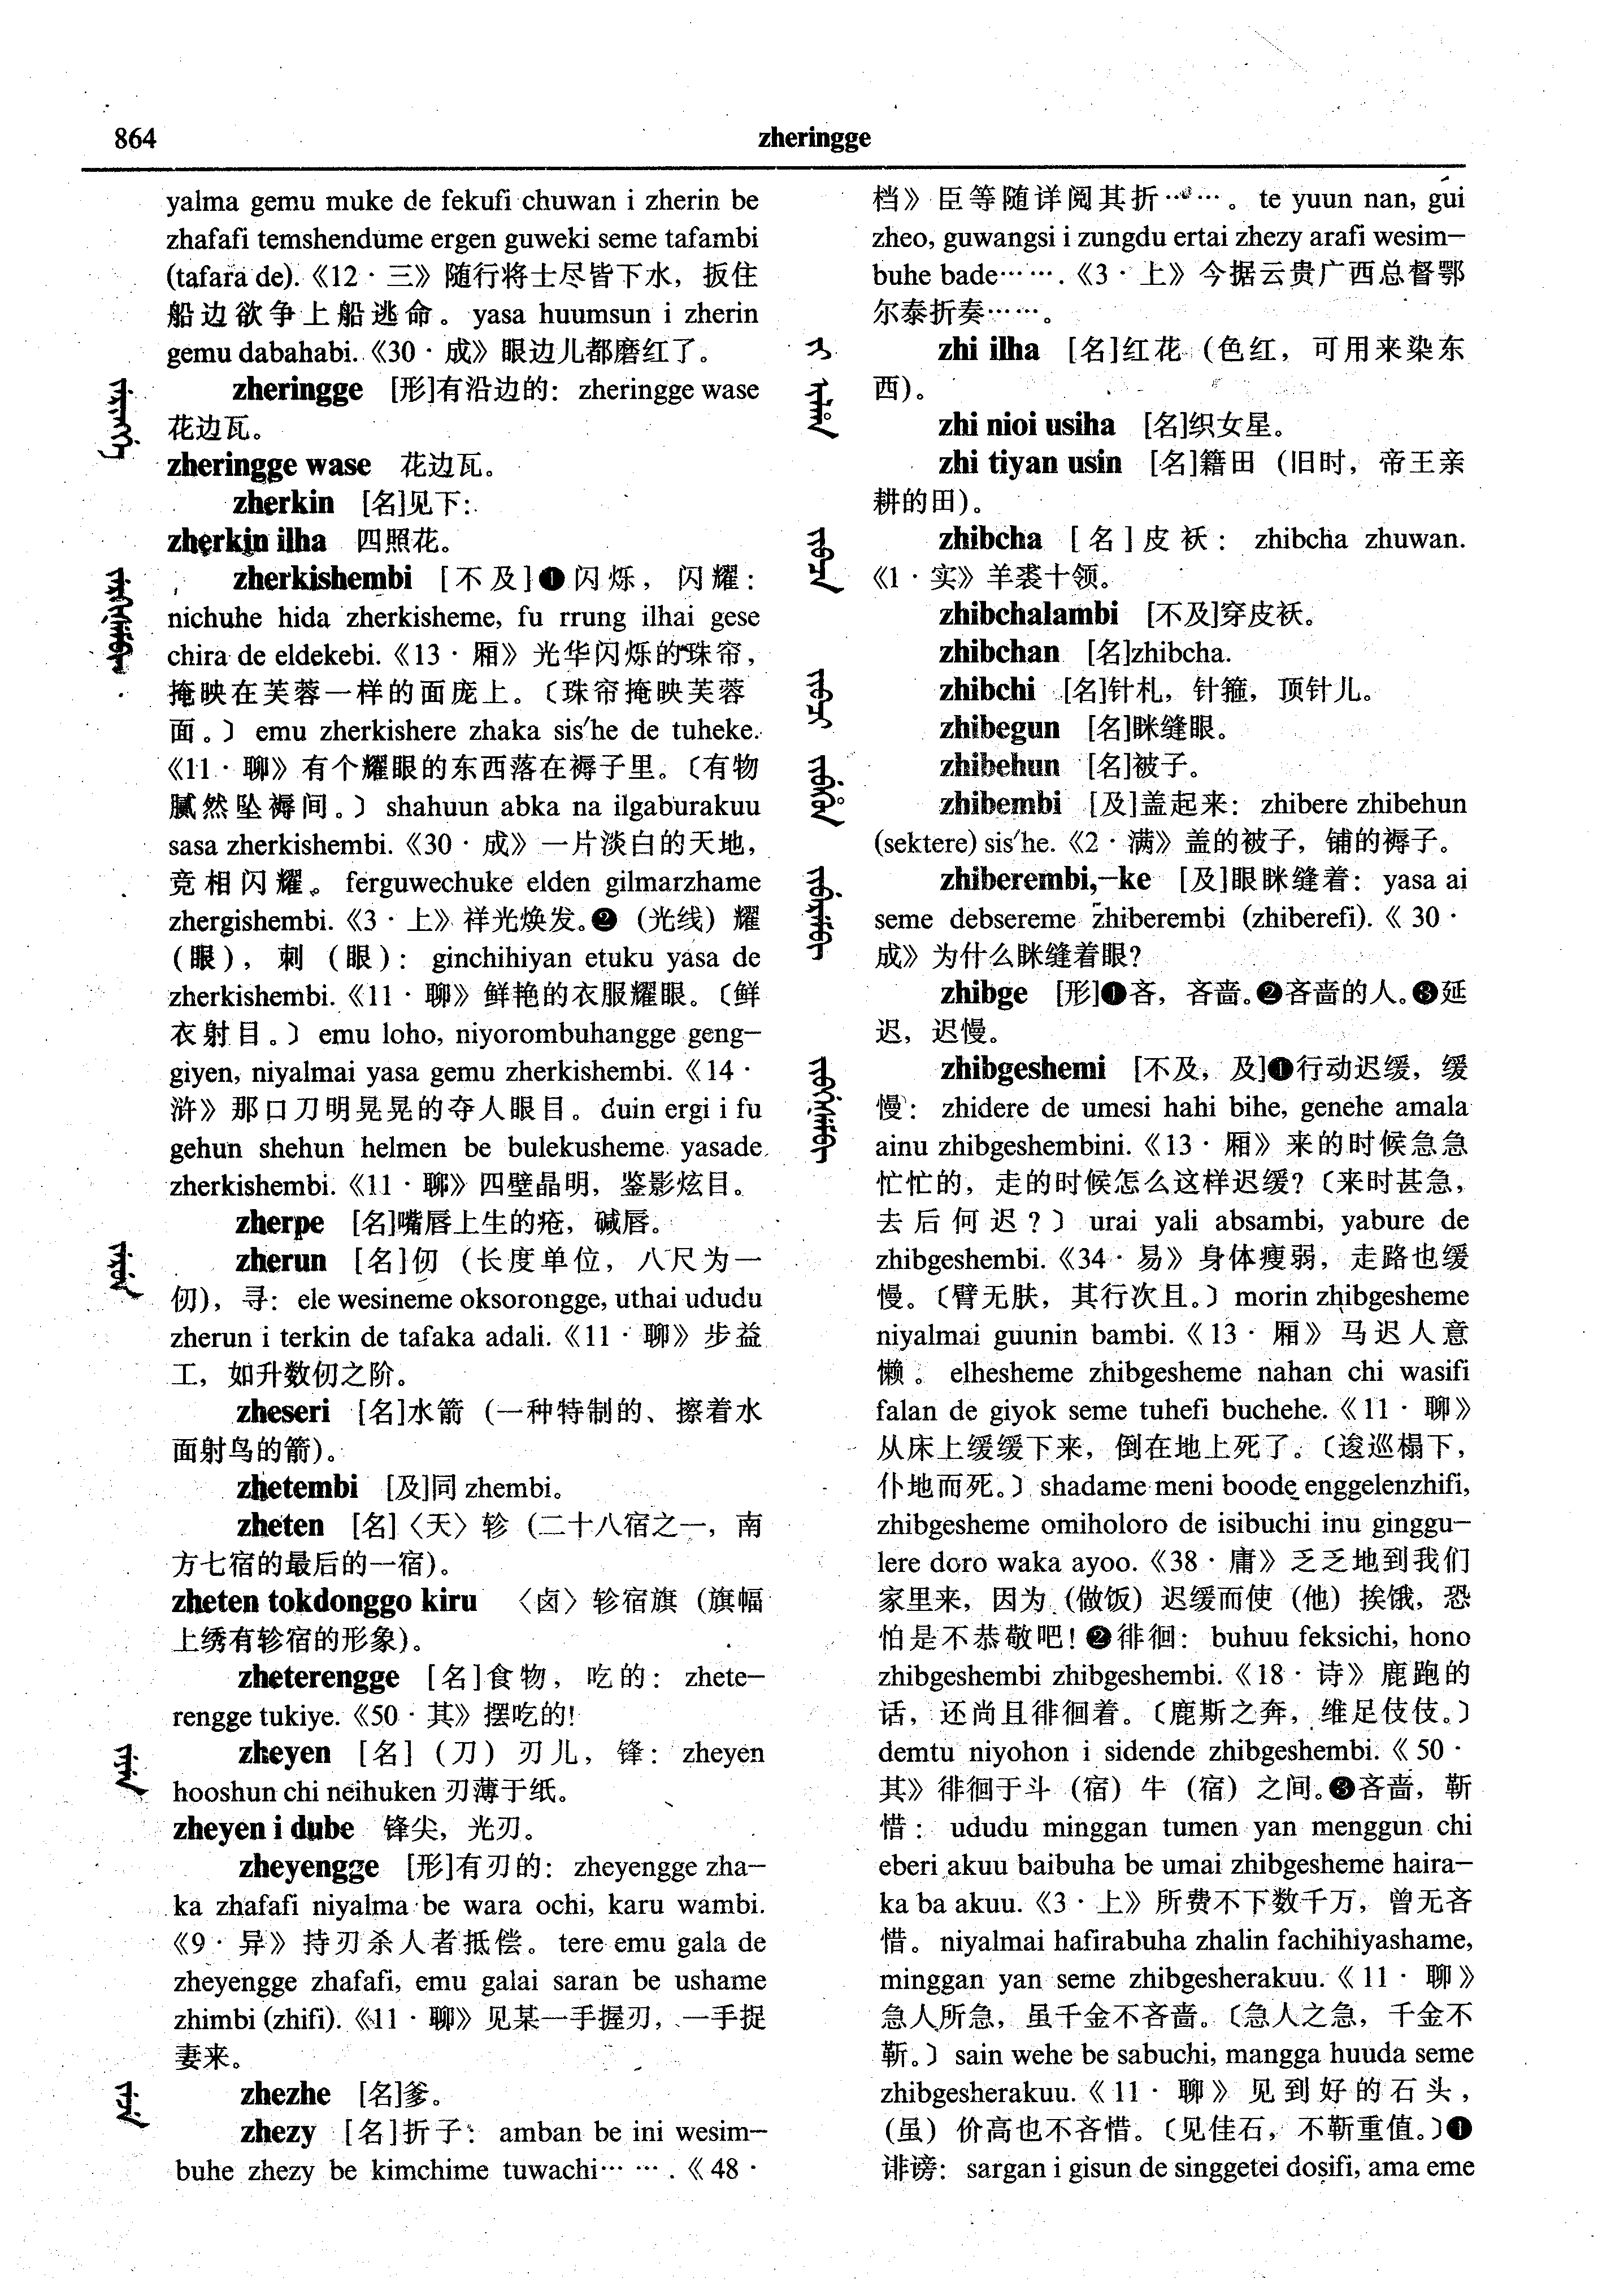 864
zheringge
yalma gemu muke de fekufi chuwan i zherin be
zhafafi temshendume ergen guweki seme tafambi
(tafara de).《12 · 三》随行将士尽皆下水，扳住
船边欲争上船逃命。yasa huumsun i zherin
gemu dabahabi.《30 · 成》眼边儿都磨红了。
zheringge [形]有沿边的：zheringge wase
花边瓦。
zheringge wase 花边瓦。
zherkin [名]见下：
zherkin ilha 四照花。
zherkishembi [不及]❶闪烁，闪耀：
nichuhe hida zherkisheme, fu rrung ilhai gese
chira de eldekebi.《13 · 厢》光华闪烁的珠帘，
掩映在芙蓉一样的面庞上。〔珠帘掩映芙蓉
面。〕emu zherkishere zhaka sis′he de tuheke.
《11 · 聊》有个耀眼的东西落在褥子里。〔有物
腻然坠褥间。〕shahuun abka na ilgaburakuu
sasa zherkishembi.《30 · 成》一片淡白的天地，
竞相闪耀。ferguwechuke elden gilmarzhame
zhergishembi.《3 · 上》祥光焕发。❷（光线）耀
（眼），刺（眼）：ginchihiyan etuku yasa de
zherkishembi.《11 · 聊》鲜艳的衣服耀眼。〔鲜
衣射目。〕emu loho, niyorombuhangge geng—
giyen, niyalmai yasa gemu zherkishembi.《14 ·
浒》那口刀明晃晃的夺人眼目。duin ergi i fu
gehun shehun helmen be bulekusheme yasade
zherkishembi.《11 · 聊》四壁晶明，鉴影炫目。
zherpe [名]嘴唇上生的疮，碱唇。
zherun [名]仞（长度单位，八尺为一
仞），寻：ele wesineme oksorongge, uthai ududu
zherun i terkin de tafaka adali.《11 · 聊》步益
工，如升数仞之阶。
zheseri [名]水箭（一种特制的、擦着水
面射鸟的箭）。
zhetembi [及]同 zhembi。
zheten [名]〈天〉轸（二十八宿之一，南
方七宿的最后的一宿）。
zheten tokdonggo kiru 〈卤〉轸宿旗（旗幅
上绣有轸宿的形象）。
zheterengge [名]食物，吃的：zhete—
rengge tukiye.《50 · 其》摆吃的!
zheyen [名]（刀）刃儿，锋：zheyen
hooshun chi neihuken 刃薄于纸。
zheyen i dube 锋尖，光刃。
zheyengge [形]有刃的：zheyengge zha—
ka zhafafi niyalma be wara ochi, karu wambi.
《9 · 异》持刃杀人者抵偿。tere emu gala de
zheyengge zhafafi, emu galai saran be ushame
zhimbi (zhifi).《11 · 聊》见某一手握刃，一手捉
妻来。
zhezhe [名]爹。
zhezy [名]折子：amban be ini wesim—
buhe zhezy be kimchime tuwachi…….《48 ·
档》臣等随详阅其折……。te yuun nan, gui
zheo, guwangsi i zungdu ertai zhezy arafi wesim—
buhe bade…….《3 · 上》今据云贵广西总督鄂
尔泰折奏……。
zhi ilha [名]红花（色红，可用来染东
西）。
zhi nioi usiha [名]织女星。
zhi tiyan usin [名]籍田（旧时，帝王亲
耕的田）。
zhibcha [名]皮袄：zhibcha zhuwan.
《1 · 实》羊裘十领。
zhibchalambi [不及]穿皮袄。
zhibchan [名]zhibcha.
zhibchi [名]针札，针箍，顶针儿。
zhibegun [名]眯缝眼。
zhibehun [名]被子。
zhibembi [及]盖起来：zhibere zhibehun
(sektere) sis′he.《2 · 满》盖的被子，铺的褥子。
zhiberembi,—ke [及]眼眯缝着：yasa ai
seme debsereme zhiberembi (zhiberefi).《30 ·
成》为什么眯缝着眼?
zhibge [形]❶吝，吝啬。❷吝啬的人。❸延
迟，迟慢。
zhibgeshemi [不及，及]❶行动迟缓，缓
慢：zhidere de umesi hahi bihe, genehe amala
ainu zhibgeshembini.《13 · 厢》来的时候急急
忙忙的，走的时候怎么这样迟缓?〔来时甚急，
去后何迟?〕urai yali absambi, yabure de
zhibgeshembi.《34 · 易》身体瘦弱，走路也缓
慢。〔臂无肤，其行次且。〕morin zhibgesheme
niyalmai guunin bambi.《13 · 厢》马迟人意
懒。elhesheme zhibgesheme nahan chi wasifi
falan de giyok seme tuhefi buchehe.《11 · 聊》
从床上缓缓下来，倒在地上死了。〔逡巡榻下，
仆地而死。〕shadame meni boode enggelenzhifi,
zhibgesheme omiholoro de isibuchi inu ginggu—
lere doro waka ayoo.《38 · 庸》乏乏地到我们
家里来，因为（做饭）迟缓而使（他）挨饿，恐
怕是不恭敬吧!❷徘徊：buhuu feksichi, hono
zhibgeshembi zhibgeshembi.《18 · 诗》鹿跑的
话，还尚且徘徊着。〔鹿斯之奔，维足伎伎。〕
demtu niyohon i sidende zhibgeshembi.《50 ·
其》徘徊于斗（宿）牛（宿）之间。❸吝啬，靳
惜：ududu minggan tumen yan menggun chi
eberi akuu baibuha be umai zhibgesheme haira—
ka ba akuu.《3 · 上》所费不下数千万，曾无吝
惜。niyalmai hafirabuha zhalin fachihiyashame,
minggan yan seme zhibgesherakuu.《11 · 聊》
急人所急，虽千金不吝啬。〔急人之急，千金不
靳。〕sain wehe be sabuchi, mangga huuda seme
zhibgesherakuu.《11 · 聊》见到好的石头，
（虽）价高也不吝惜。〔见佳石，不靳重值。〕❶
诽谤：sargan i gisun de singgetei dosifi, ama eme